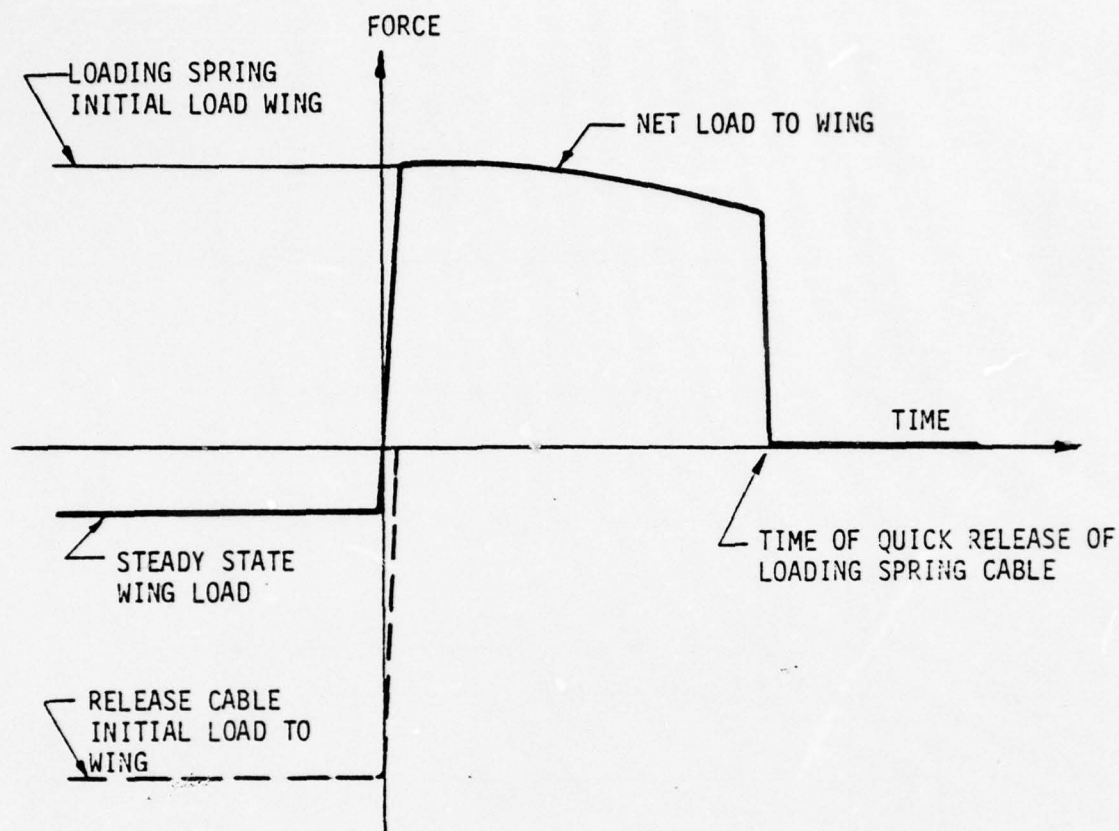 FORCE
LOADING SPRING
INITIAL LOAD WING
NET LOAD TO WING
TIME
STEADY STATE
WING LOAD
TIME OF QUICK RELEASE OF
LOADING SPRING CABLE
RELEASE CABLE
INITIAL LOAD TO
WING